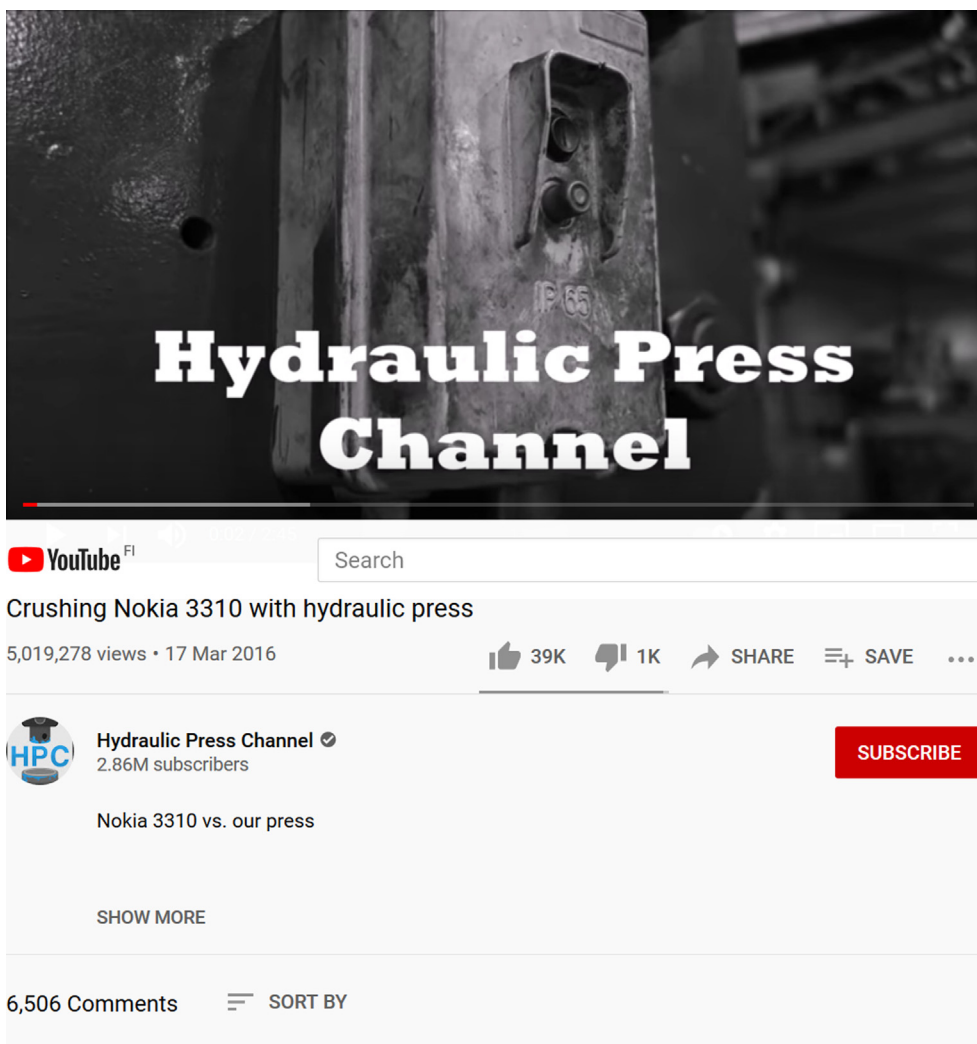 IP 65
Hydraulic Press
Channel
YouTube FI
Search
Crushing Nokia 3310 with hydraulic press
5,019,278 views • 17 Mar 2016
39K
1K
SHARE
SAVE
HPC
Hydraulic Press Channel
2.86M subscribers
SUBSCRIBE
Nokia 3310 vs. our press
SHOW MORE
6,506 Comments
SORT BY